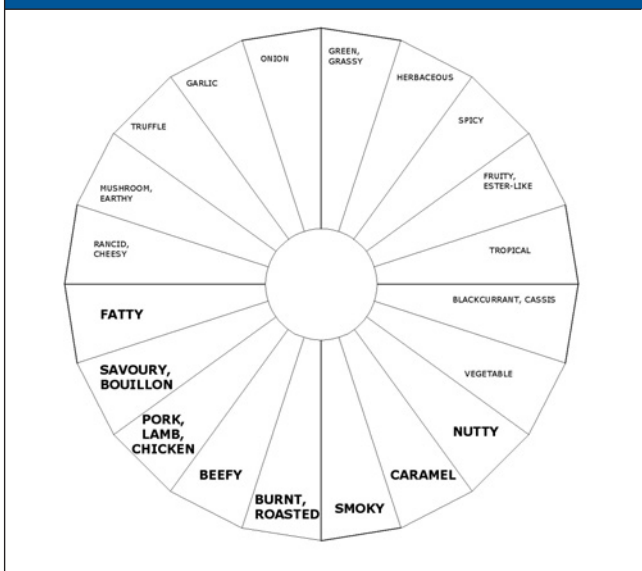 ONION
GREEN,
GRASSY
HERBACEOUS
SPICY
FRUITY,
ESTER-LIKE
TROPICAL
BLACKCURRANT, CASSIS
VEGETABLE
NUTTY
CARAMEL
SMOKY
BURNT,
ROASTED
BEEFY
PORK,
LAMB,
CHICKEN
SAVOURY,
BOUILLON
FATTY
RANCID,
CHEESY
MUSHROOM,
EARTHY
TRUFFLE
GARLIC